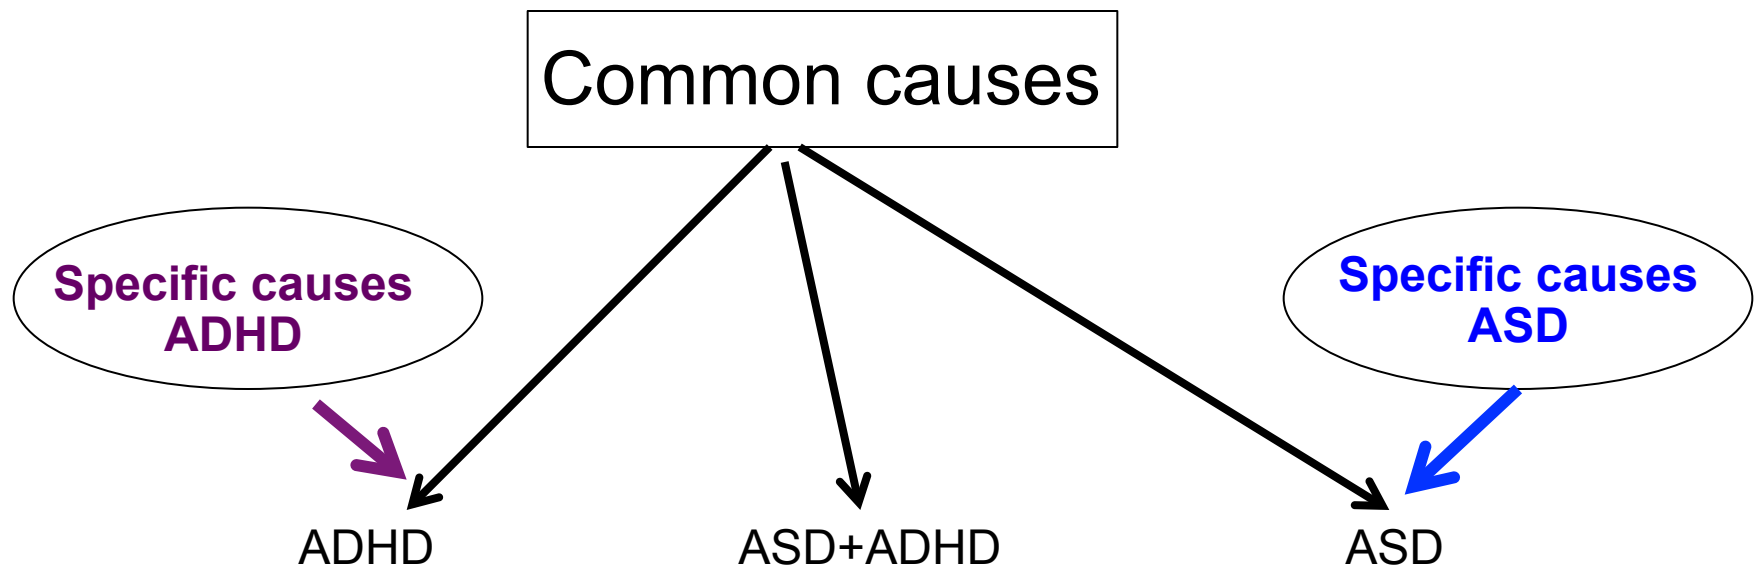 Common causes
Specific causes
ADHD
Specific causes
ASD
ADHD
ASD+ADHD
ASD